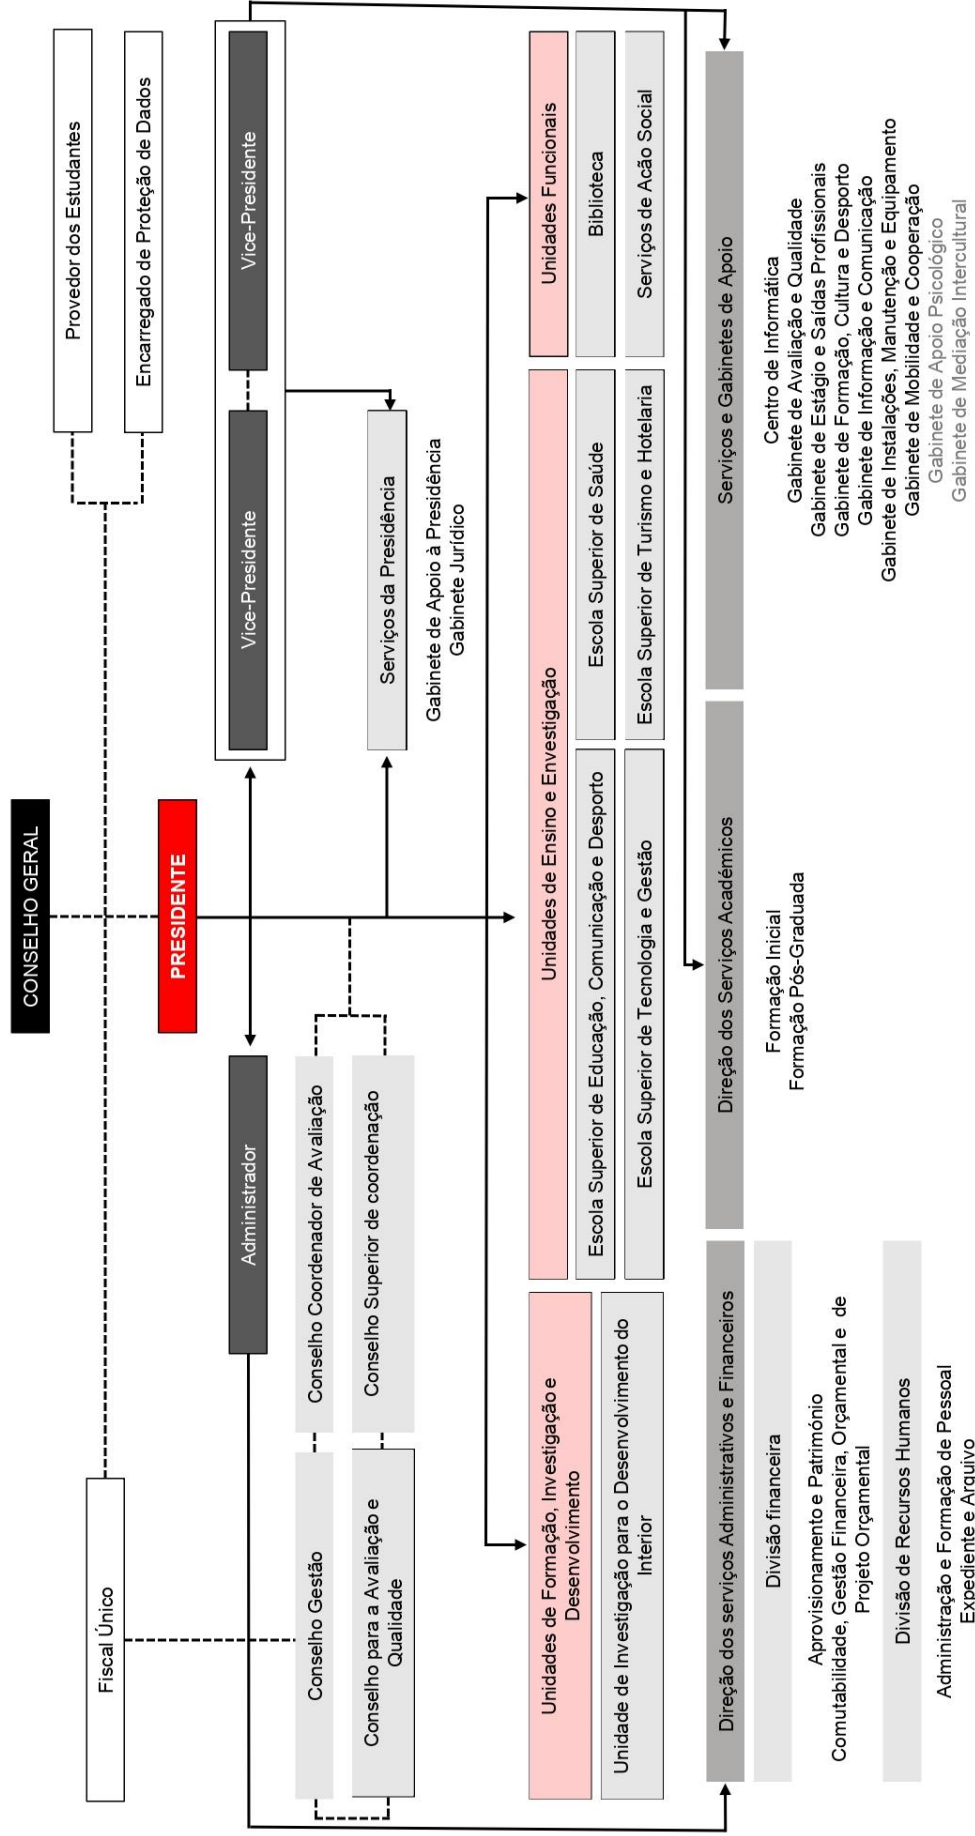 CONSELHO GERAL
Provedor dos Estudantes
Fiscal Único
Encarregado de Proteção de Dados
PRESIDENTE
Administrador
Vice-Presidente
Vice-Presidente
Conselho Gestão
Conselho Coordenador de Avaliação
Conselho para a Avaliação e
Qualidade
Conselho Superior de coordenação
Serviços da Presidência
Gabinete de Apoio à Presidência
Gabinete Jurídico
Unidades de Formação, Investigação e
Desenvolvimento
Unidade de Investigação para o Desenvolvimento do
Interior
Unidades de Ensino e Envestigação
Escola Superior de Educação, Comunicação e Desporto
Escola Superior de Saúde
Escola Superior de Tecnologia e Gestão
Escola Superior de Turismo e Hotelaria
Unidades Funcionais
Biblioteca
Serviços de Acão Social
Direção dos serviços Administrativos e Financeiros
Divisão financeira
Aprovisionamento e Património
Comutabilidade, Gestão Financeira, Orçamental e de
Projeto Orçamental
Divisão de Recursos Humanos
Administração e Formação de Pessoal
Expediente e Arquivo
Direção dos Serviços Académicos
Formação Inicial
Formação Pós-Graduada
Serviços e Gabinetes de Apoio
Centro de Informática
Gabinete de Avaliação e Qualidade
Gabinete de Estágio e Saídas Profissionais
Gabinete de Formação, Cultura e Desporto
Gabinete de Informação e Comunicação
Gabinete de Instalações, Manutenção e Equipamento
Gabinete de Mobilidade e Cooperação
Gabinete de Apoio Psicológico
Gabinete de Mediação Intercultural